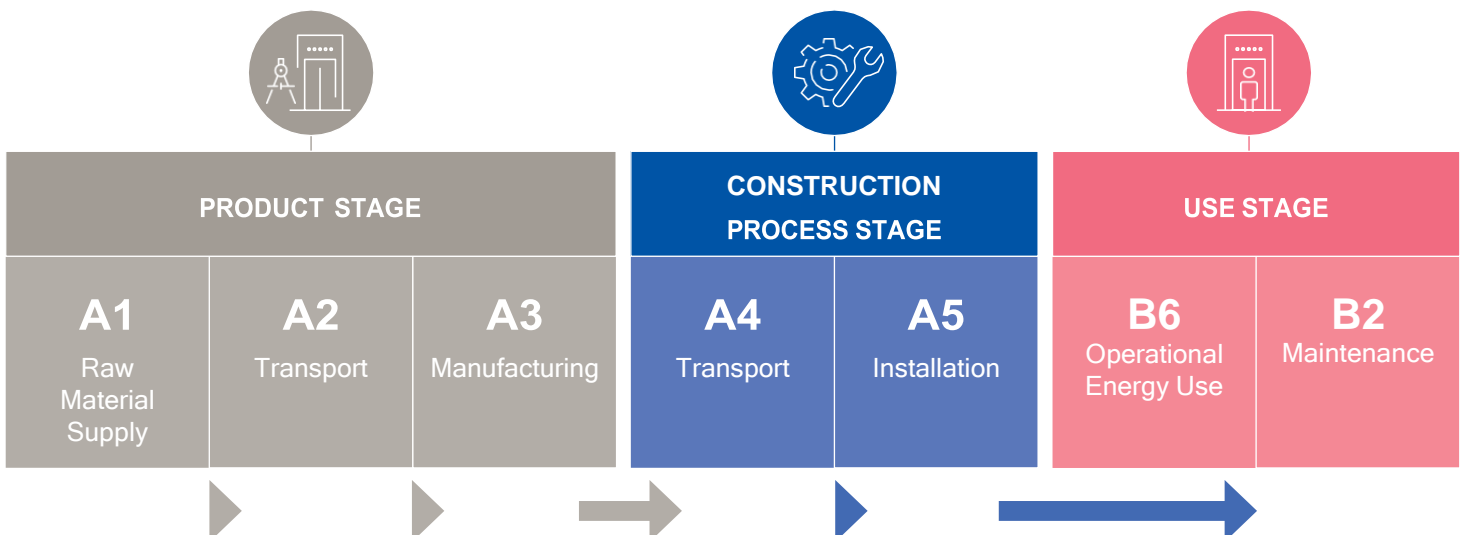 PRODUCT STAGE
A1
Raw
Material
Supply
A2
Transport
A3
Manufacturing
CONSTRUCTION
PROCESS STAGE
A4
Transport
A5
Installation
USE STAGE
B6
Operational
Energy Use
B2
Maintenance